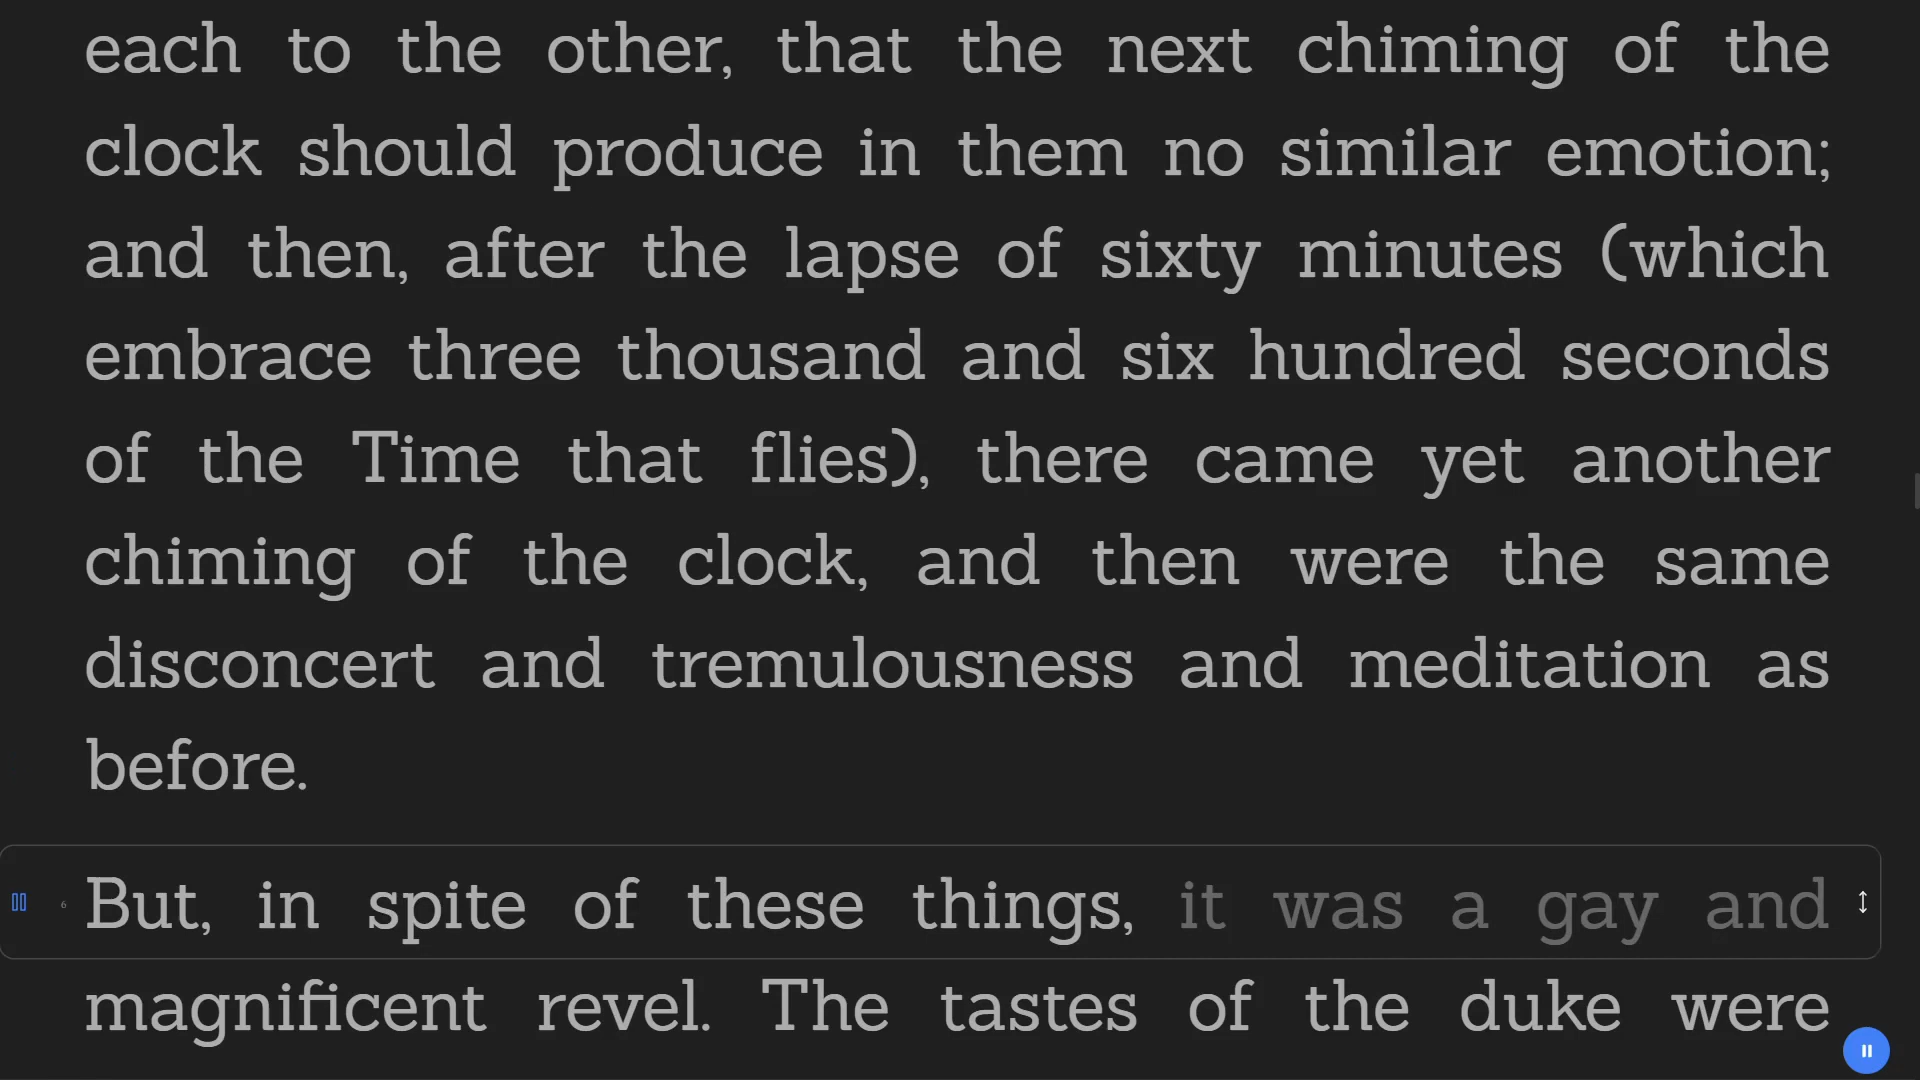 each to the other, that the next chiming of the
clock should produce in them no similar emotion;
and then, after the lapse of sixty minutes (which
embrace three thousand and six hundred seconds
of the Time that flies), there came yet another
chiming of the clock, and then were the same
disconcert and tremulousness and meditation as
before.
6
But, in spite of these things, it was a gay and
magnificent revel. The tastes of the duke were